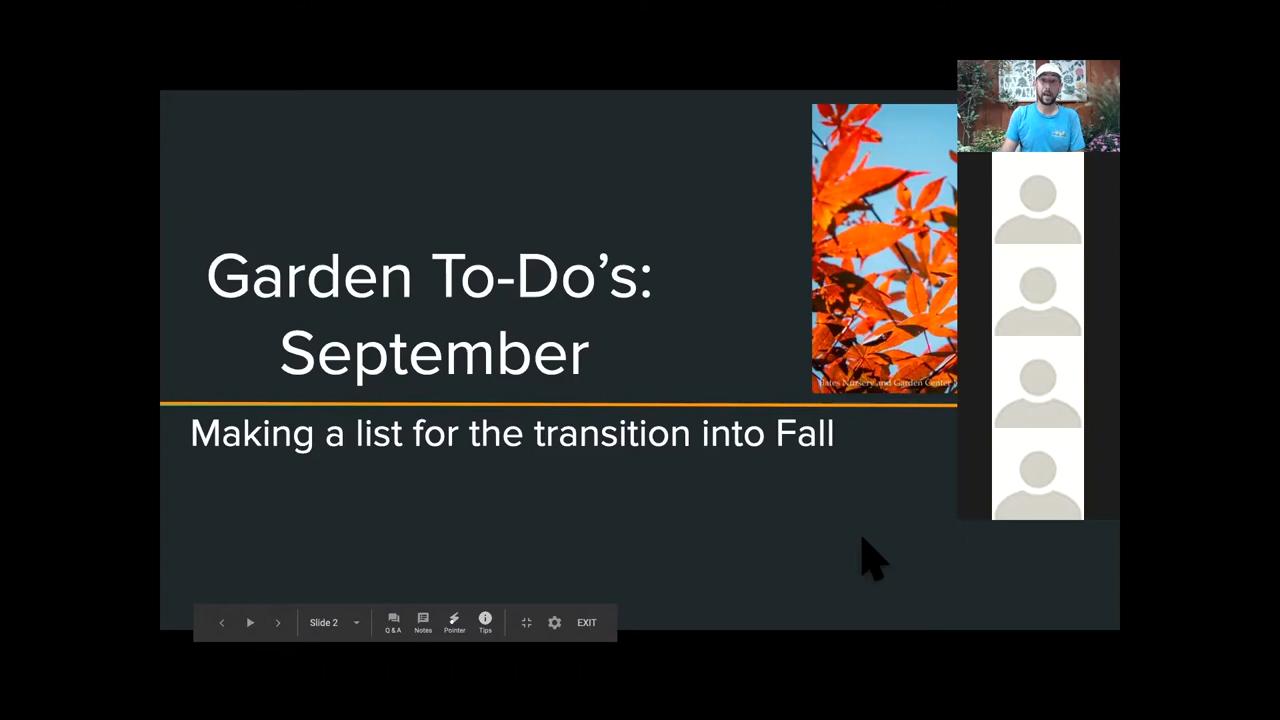 Garden To-Do’s:
September
Making a list for the transition into Fall
Bates Nursery and Garden Center
Slide 2
Q & A
Notes
Pointer
Tips
EXIT